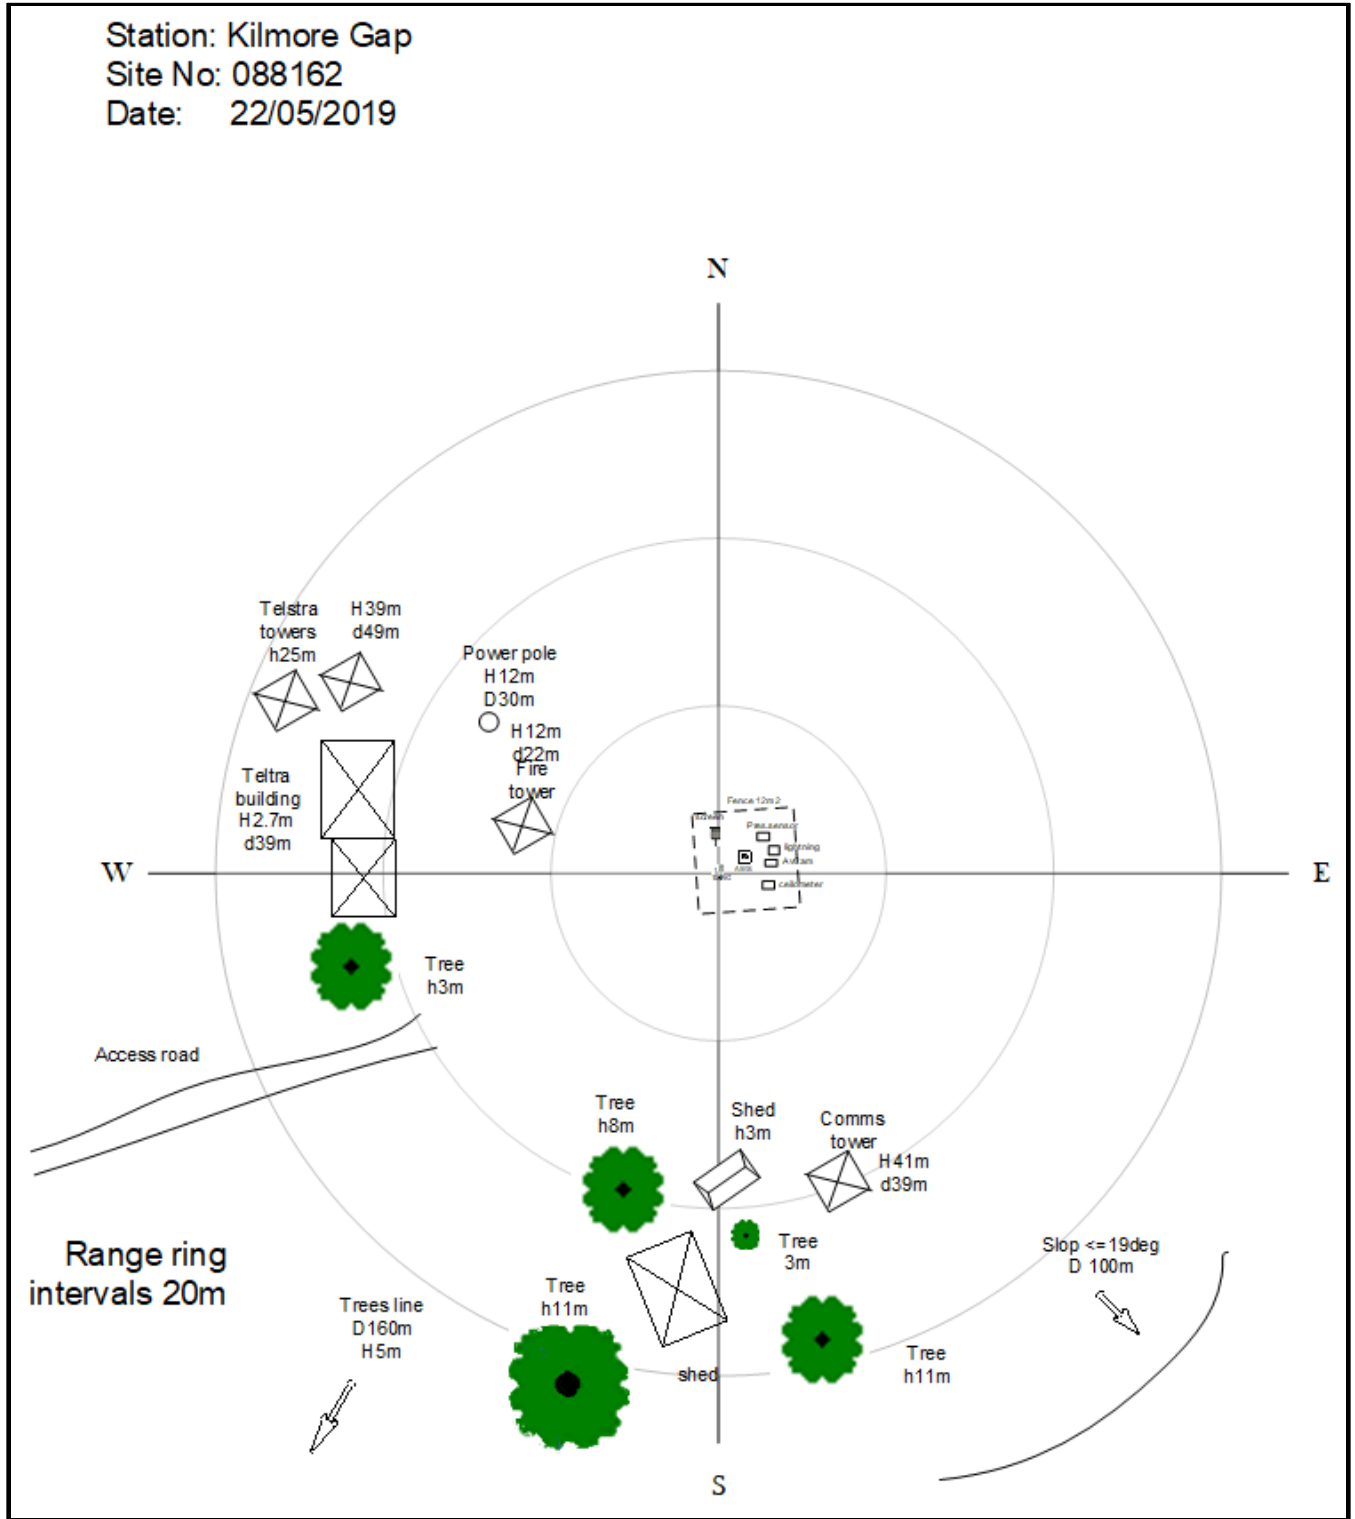 Station: Kilmore Gap
Site No: 088162
Date: 22/05/2019
N
Telstra
towers
h25m
H39m
d49m
Power pole
H12m
D30m
H12m
d22m
Fire
tower
Teltra
building
H2.7m
d39m
Fence 12m2
Pres sensor
lightning
ceilometer
W
E
Tree
h3m
Access road
Tree
h8m
Shed
h3m
Comms
tower
H41m
d39m
Tree
3m
Slop <=19deg
D 100m
Range ring
intervals 20m
Trees line
D160m
H5m
Tree
h11m
shed
Tree
h11m
S